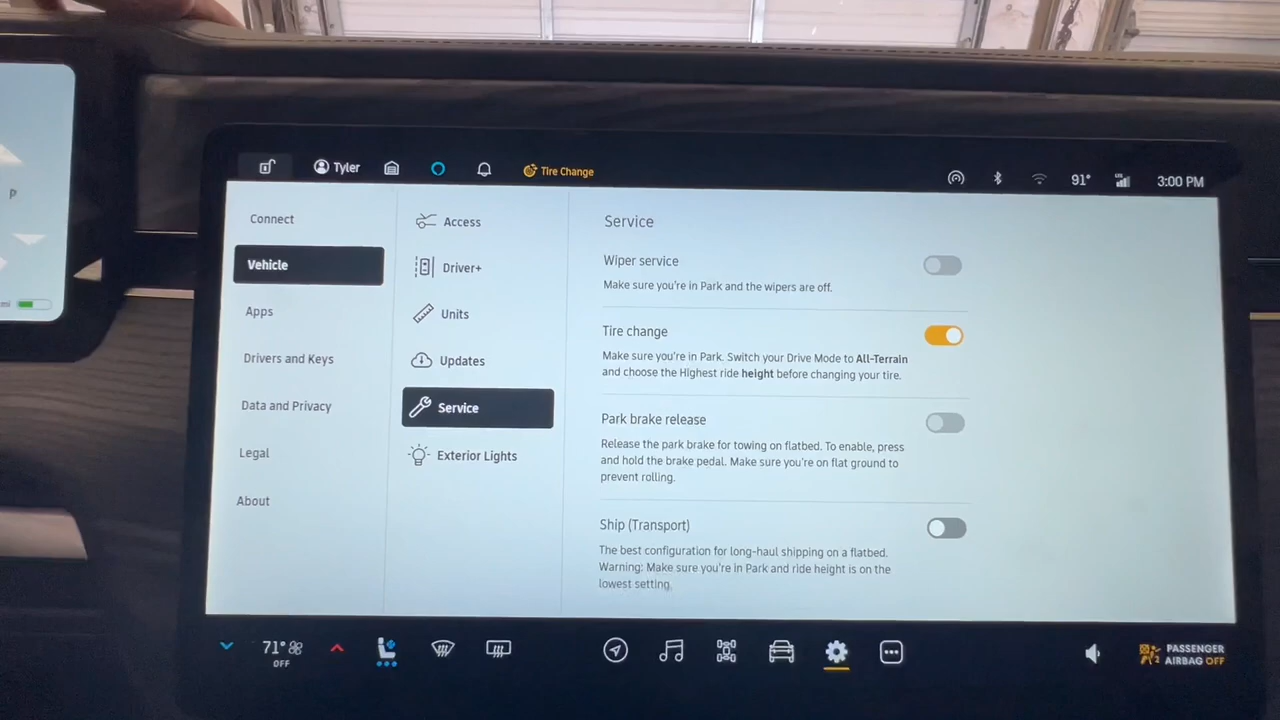 P
Tyler
Tire Change
91°
LTE
3:00 PM
Connect
Vehicle
Apps
Drivers and Keys
Data and Privacy
Legal
About
Access
Driver+
Units
Updates
Service
Exterior Lights
Service
Wiper service
Make sure you're in Park and the wipers are off.
Tire change
Make sure you're in Park. Switch your Drive Mode to All-Terrain
and choose the Highest ride height before changing your tire.
Park brake release
Release the park brake for towing on flatbed. To enable, press
and hold the brake pedal. Make sure you're on flat ground to
prevent rolling.
Ship (Transport)
The best configuration for long-haul shipping on a flatbed.
Warning: Make sure you're in Park and ride height is on the
lowest setting.
71°
OFF
PASSENGER
AIRBAG OFF